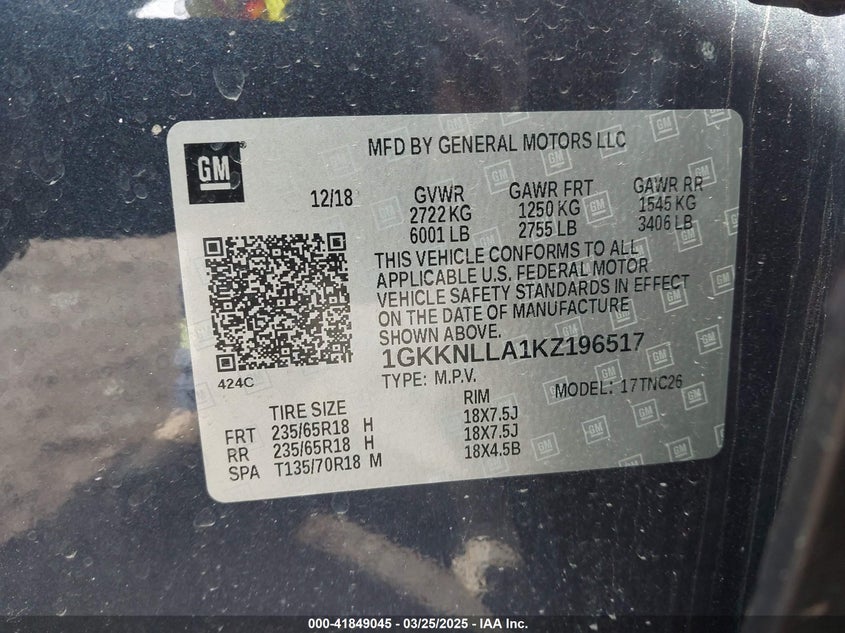 GM
MFD BY GENERAL MOTORS LLC
12/18
GVWR GAWR FRT GAWR RR
2722 KG 1250 KG 1545 KG
6001 LB 2755 LB 3406 LB
THIS VEHICLE CONFORMS TO ALL
APPLICABLE U.S. FEDERAL MOTOR
VEHICLE SAFETY STANDARDS IN EFFECT
ON THE DATE OF MANUFACTURE
SHOWN ABOVE.
1GKKNLLA1KZ196517
424C
TYPE: M.P.V. MODEL: 17TNC26
TIRE SIZE RIM
FRT 235/65R18 H 18X7.5J
RR 235/65R18 H 18X7.5J
SPA T135/70R18 M 18X4.5B
000-41849045 - 03/25/2025 - IAA Inc.